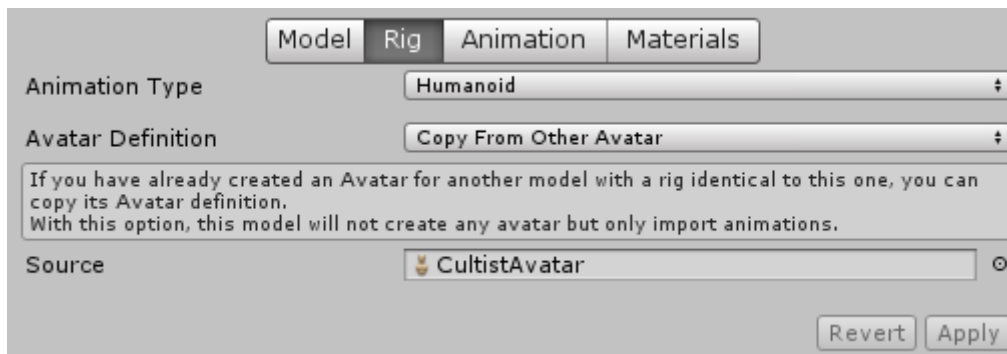 Model Rig Animation Materials
Animation Type Humanoid
Avatar Definition Copy From Other Avatar
If you have already created an Avatar for another model with a rig identical to this one, you can
copy its Avatar definition.
With this option, this model will not create any avatar but only import animations.
Source CultistAvatar
Revert Apply